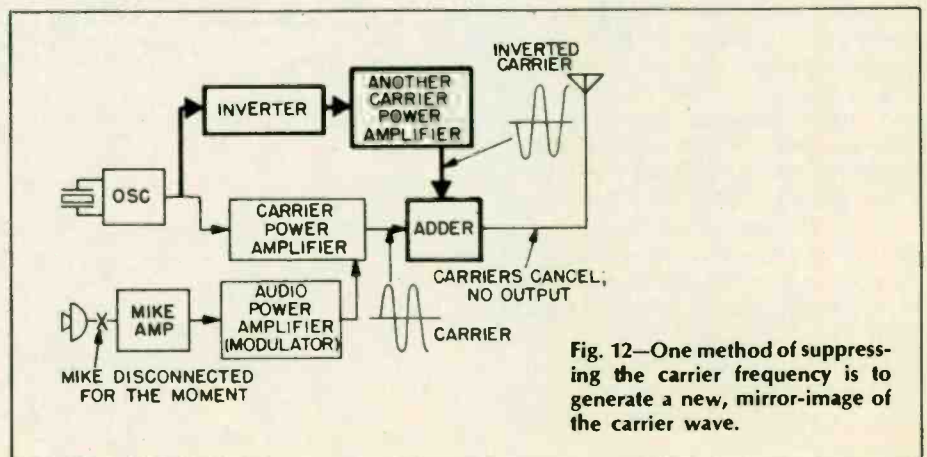 INVERTED
CARRIER
ANOTHER
CARRIER
POWER
AMPLIFIER
INVERTER
OSC
CARRIER
POWER
AMPLIFIER
ADDER
CARRIERS CANCEL;
NO OUTPUT
MIKE
AMP
AUDIO
POWER
AMPLIFIER
(MODULATOR)
CARRIER
MIKE DISCONNECTED
FOR THE MOMENT
Fig. 12—One method of suppress-
ing the carrier frequency is to
generate a new, mirror-image of
the carrier wave.